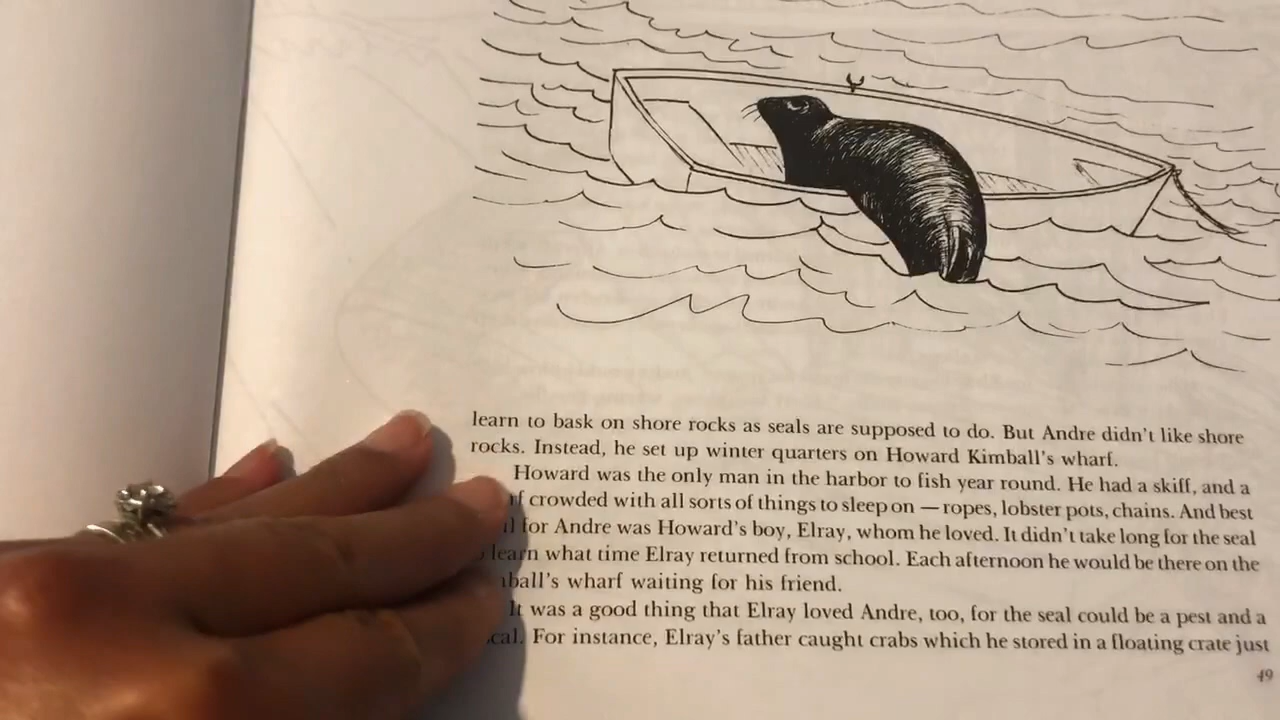 learn to bask on shore rocks as seals are supposed to do. But Andre didn't like shore
rocks. Instead, he set up winter quarters on Howard Kimball's wharf.
Howard was the only man in the harbor to fish year round. He had a skiff, and a
crowded with all sorts of things to sleep on — ropes, lobster pots, chains. And best
for Andre was Howard's boy, Elray, whom he loved. It didn't take long for the seal
learn what time Elray returned from school. Each afternoon he would be there on the
wharf waiting for his friend.
It was a good thing that Elray loved Andre, too, for the seal could be a pest and a
For instance, Elray's father caught crabs which he stored in a floating crate just
49